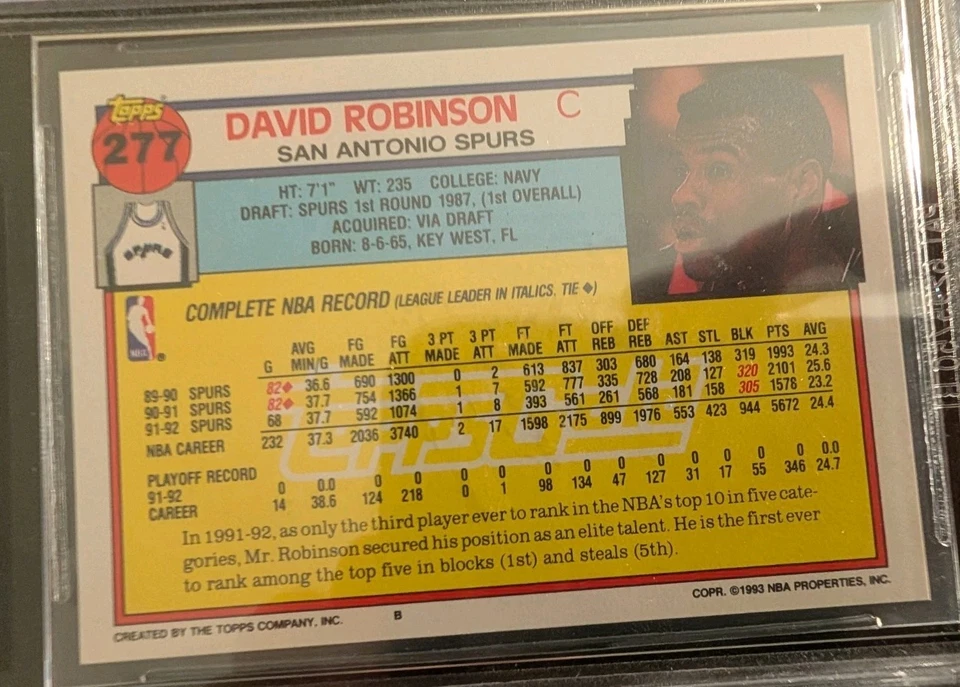 Topps
277
DAVID ROBINSON C
SAN ANTONIO SPURS
HT: 7'1" WT: 235 COLLEGE: NAVY
DRAFT: SPURS 1st ROUND 1987, (1st OVERALL)
ACQUIRED: VIA DRAFT
BORN: 8-6-65, KEY WEST, FL
SPURS
NBA ®
COMPLETE NBA RECORD (LEAGUE LEADER IN ITALICS, TIE ◆)
G AVG MIN/G FG MADE FG ATT 3 PT MADE 3 PT ATT FT MADE FT ATT OFF REB DEF REB AST STL BLK PTS AVG
89-90 SPURS 82◆ 36.6 690 1300 0 2 613 837 303 680 164 138 319 1993 24.3
90-91 SPURS 82◆ 37.7 754 1366 1 7 592 777 335 728 208 127 320 2101 25.6
91-92 SPURS 68 37.7 592 1074 1 8 393 561 261 568 181 158 305 1578 23.2
NBA CAREER 232 37.3 2036 3740 2 17 1598 2175 899 1976 553 423 944 5672 24.4
PLAYOFF RECORD
91-92 0 0.0 0 0 0 0 0 0 0 0 0 0 0 0 0.0
CAREER 14 38.6 124 218 0 1 98 134 47 127 31 17 55 346 24.7
In 1991-92, as only the third player ever to rank in the NBA's top 10 in five cate-
gories, Mr. Robinson secured his position as an elite talent. He is the first ever
to rank among the top five in blocks (1st) and steals (5th).
CREATED BY THE TOPPS COMPANY, INC. B COPR. ©1993 NBA PROPERTIES, INC.